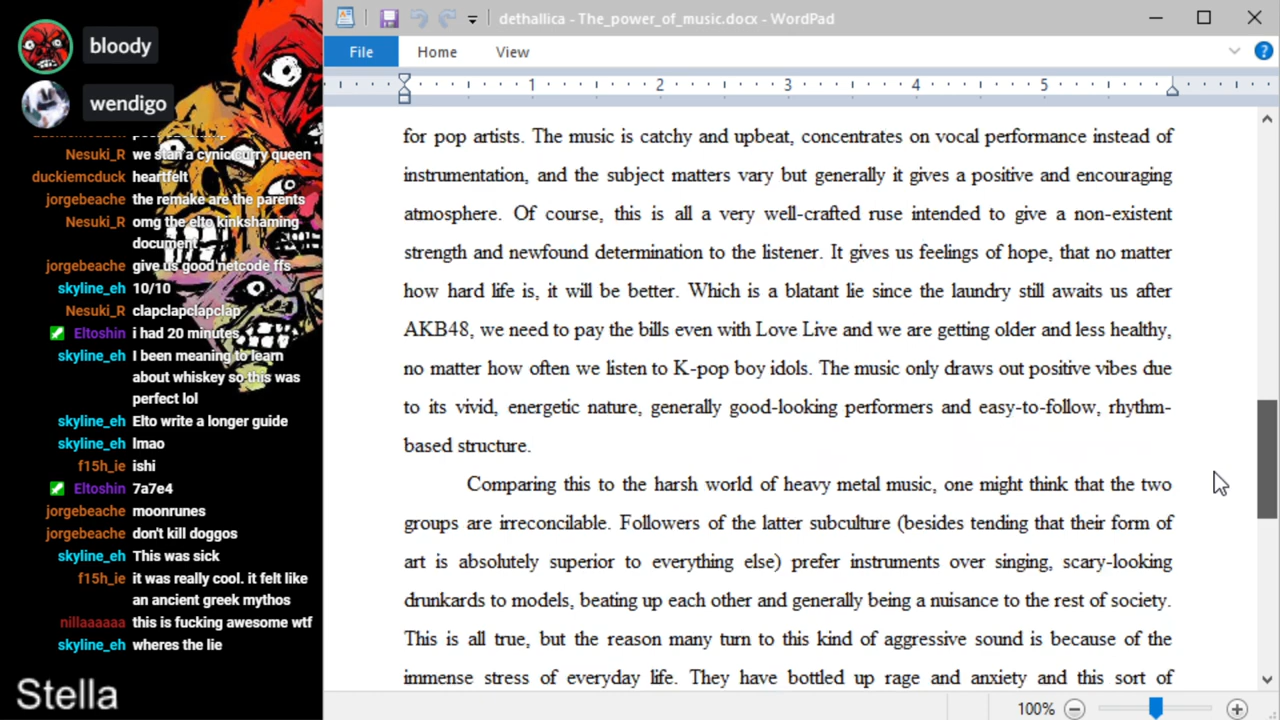 bloody
wendigo
Nesuki_R we stan a cynic curry queen
duckiemcduck heartfelt
jorgebeache the remake are the parents
Nesuki_R omg the elto kinkshaming
document
jorgebeache give us good netcode ffs
skyline_eh 10/10
Nesuki_R clapclapclapclap
Eltoshin i had 20 minutes
skyline_eh I been meaning to learn
about whiskey so this was
perfect lol
skyline_eh Elto write a longer guide
skyline_eh lmao
f15h_ie ishi
Eltoshin 7a7e4
jorgebeache moonrunes
jorgebeache don't kill doggos
skyline_eh This was sick
f15h_ie it was really cool. it felt like
an ancient greek mythos
nillaaaaaa this is fucking awesome wtf
skyline_eh wheres the lie
Stella
dethallica - The_power_of_music.docx - WordPad
File Home View
1 2 3 4 5
for pop artists. The music is catchy and upbeat, concentrates on vocal performance instead of
instrumentation, and the subject matters vary but generally it gives a positive and encouraging
atmosphere. Of course, this is all a very well-crafted ruse intended to give a non-existent
strength and newfound determination to the listener. It gives us feelings of hope, that no matter
how hard life is, it will be better. Which is a blatant lie since the laundry still awaits us after
AKB48, we need to pay the bills even with Love Live and we are getting older and less healthy,
no matter how often we listen to K-pop boy idols. The music only draws out positive vibes due
to its vivid, energetic nature, generally good-looking performers and easy-to-follow, rhythm-
based structure.
Comparing this to the harsh world of heavy metal music, one might think that the two
groups are irreconcilable. Followers of the latter subculture (besides tending that their form of
art is absolutely superior to everything else) prefer instruments over singing, scary-looking
drunkards to models, beating up each other and generally being a nuisance to the rest of society.
This is all true, but the reason many turn to this kind of aggressive sound is because of the
immense stress of everyday life. They have bottled up rage and anxiety and this sort of
100%